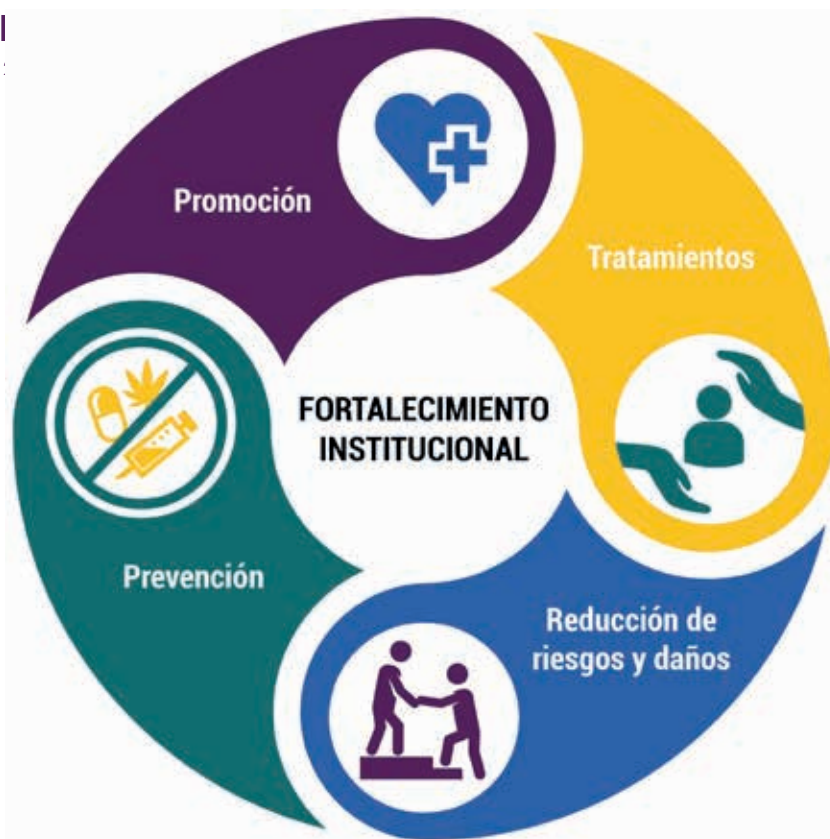 Promoción
Tratamientos
FORTALECIMIENTO
INSTITUCIONAL
Prevención
Reducción de
riesgos y daños